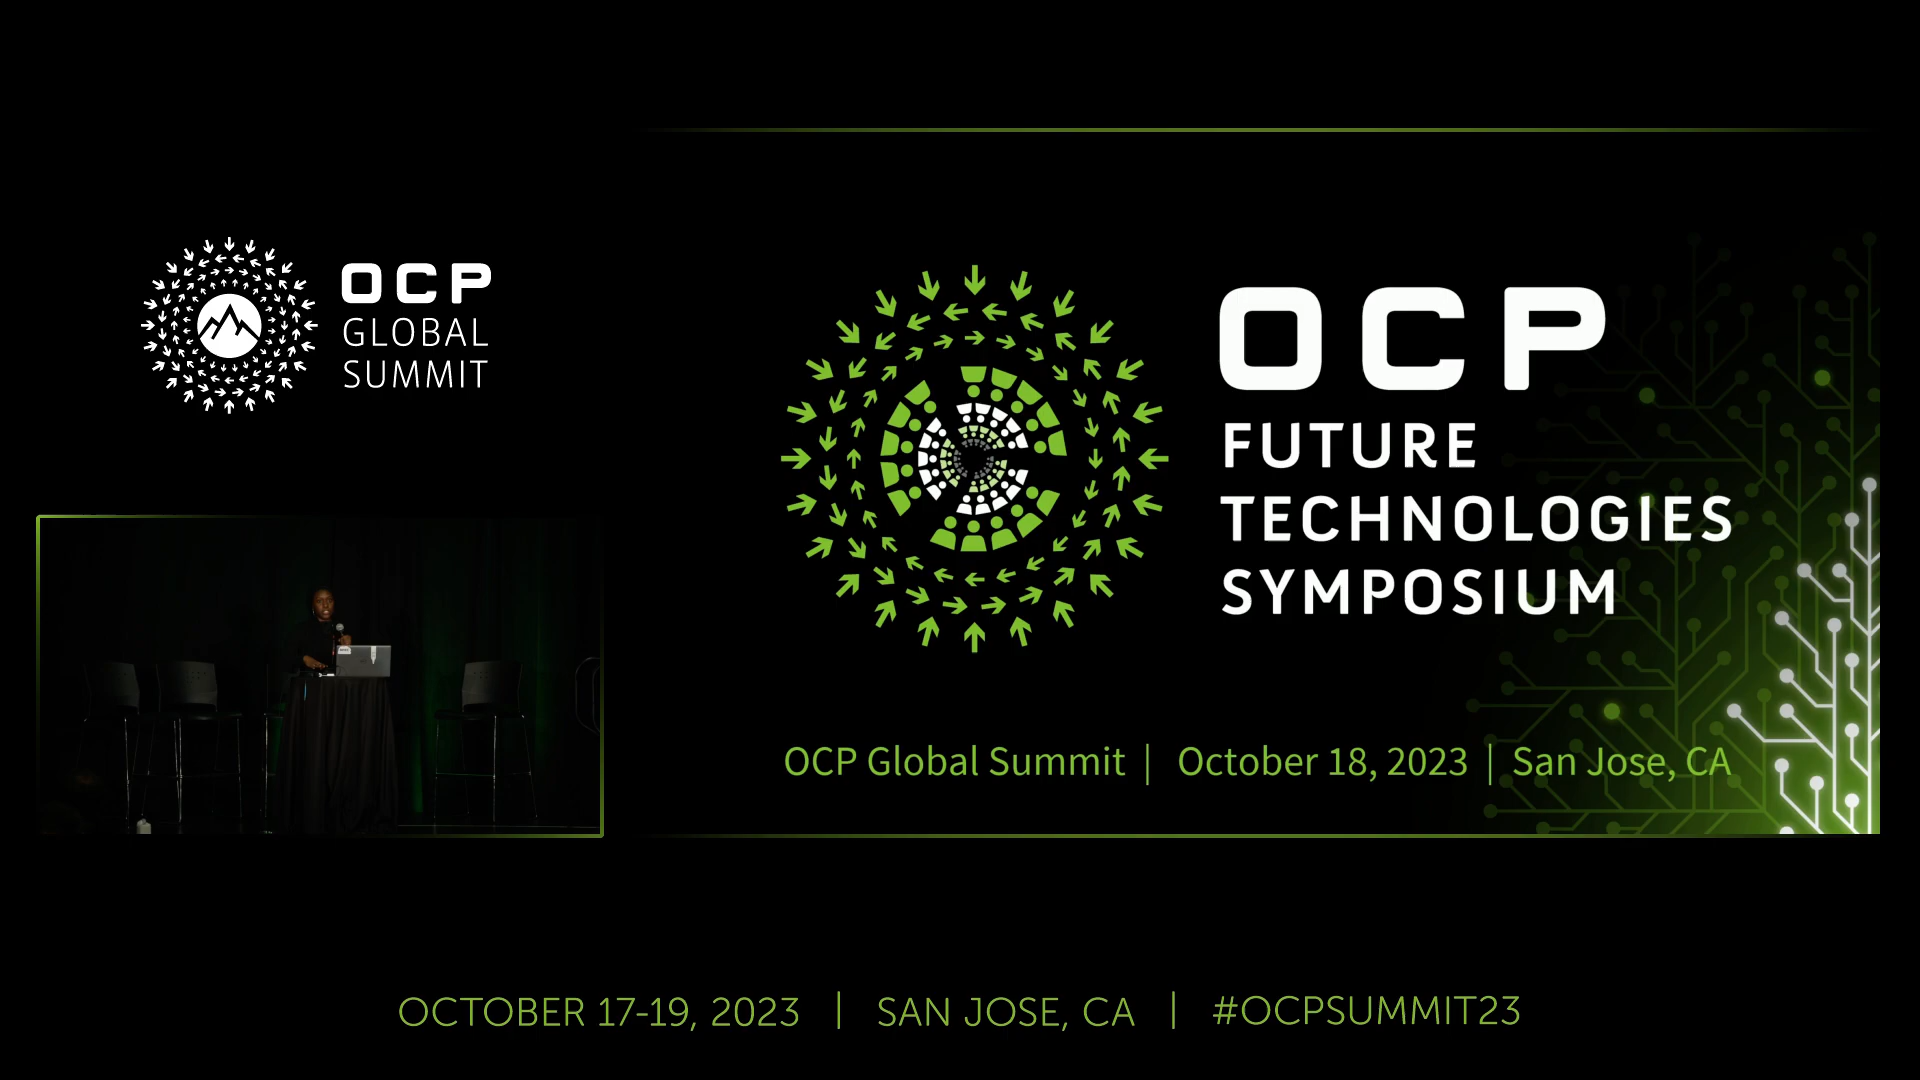 OCP
GLOBAL
SUMMIT
OCP
FUTURE
TECHNOLOGIES
SYMPOSIUM
OCP Global Summit | October 18, 2023 | San Jose, CA
OCTOBER 17-19, 2023 | SAN JOSE, CA | #OCPSUMMIT23